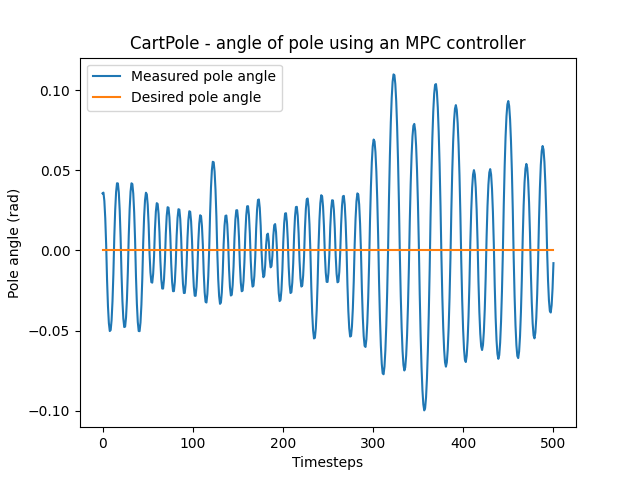 CartPole - angle of pole using an MPC controller
Measured pole angle
Desired pole angle
Pole angle (rad)
0.10
0.05
0.00
−0.05
−0.10
0 100 200 300 400 500
Timesteps